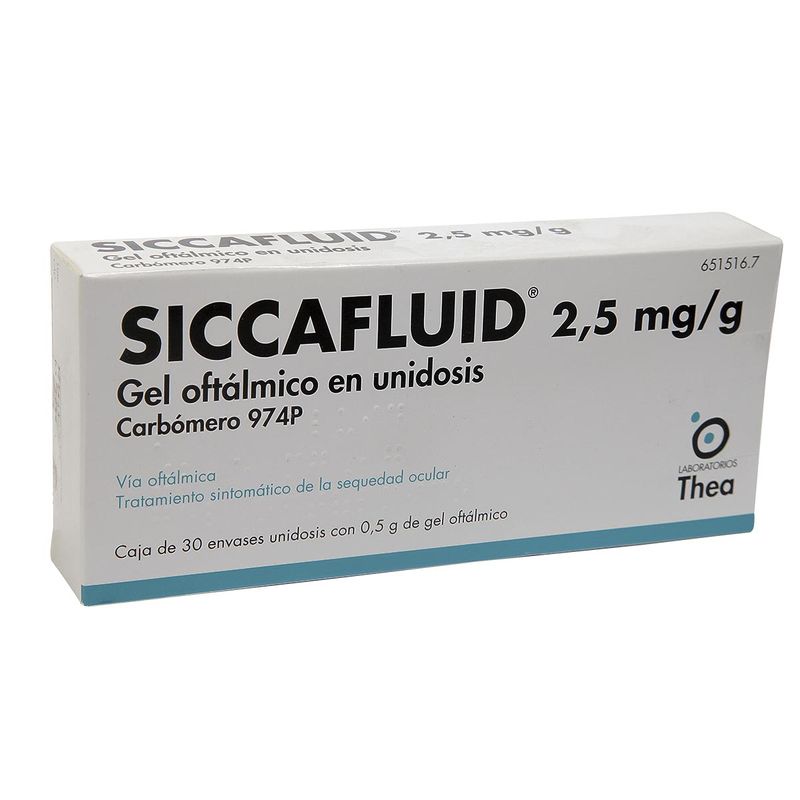 SICCAFLUID® 2,5 mg/g
Gel oftálmico en unidosis
Carbómero 974P
651516.7
SICCAFLUID® 2,5 mg/g
Gel oftálmico en unidosis
Carbómero 974P
Vía oftálmica
Tratamiento sintomático de la sequedad ocular
LABORATORIOS
Thea
Caja de 30 envases unidosis con 0,5 g de gel oftálmico